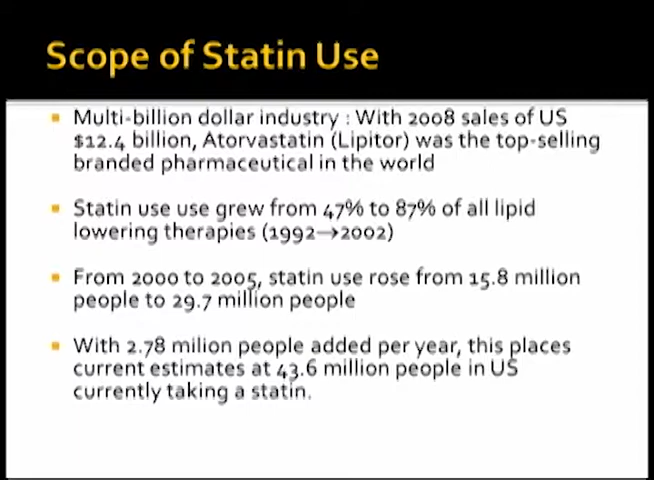 Scope of Statin Use
Multi-billion dollar industry : With 2008 sales of US
$12.4 billion, Atorvastatin (Lipitor) was the top-selling
branded pharmaceutical in the world
Statin use use grew from 47% to 87% of all lipid
lowering therapies (1992→2002)
From 2000 to 2005, statin use rose from 15.8 million
people to 29.7 million people
With 2.78 milion people added per year, this places
current estimates at 43.6 million people in US
currently taking a statin.